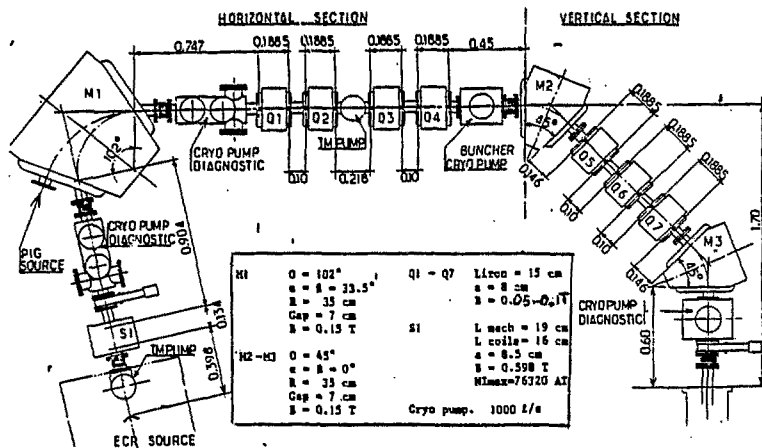 HORIZONTAL SECTION
VERTICAL SECTION
0.747
0.1885
0.1885
0.1885
0.1885
0.45
M1
M2
Q1
Q2
Q3
Q4
102°
CRYO PUMP
DIAGNOSTIC
TM PUMP
BUNCHER
CRYO PUMP
45°
0.1885
0.1885
0.1885
Q5
Q6
Q7
0.10
0.216
0.10
0.146
0.10
0.10
0.146
1.70
M3
45°
PIG
SOURCE
CRYO PUMP
DIAGNOSTIC
0.904
0.134
S1
0.398
TM PUMP
ECR SOURCE
CRYO PUMP
DIAGNOSTIC
0.60
M1 O = 102°
a = ß = 33.5°
R = 35 cm
Gap = 7 cm
B = 0.15 T
M2-M3 O = 45°
a = ß = 0°
R = 35 cm
Gap = 7 cm
B = 0.15 T
Q1 - Q7 Liron = 15 cm
a = 8 cm
B = 0.05-0.1
S1 L mech = 19 cm
L coils = 16 cm
a = 8.5 cm
B = 0.598 T
NImax=76320 AT
Cryo pump. 1000 l/s